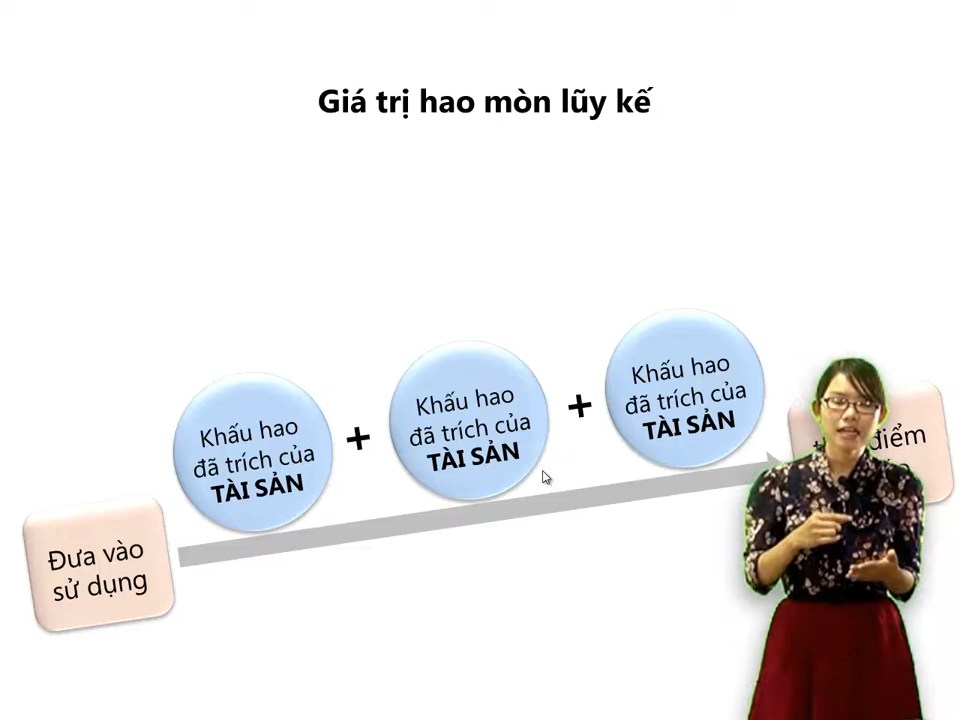 Giá trị hao mòn lũy kế
Khấu hao
đã trích của
TÀI SẢN
+
Khấu hao
đã trích của
TÀI SẢN
+
Khấu hao
đã trích của
TÀI SẢN
Đưa vào
sử dụng
điểm